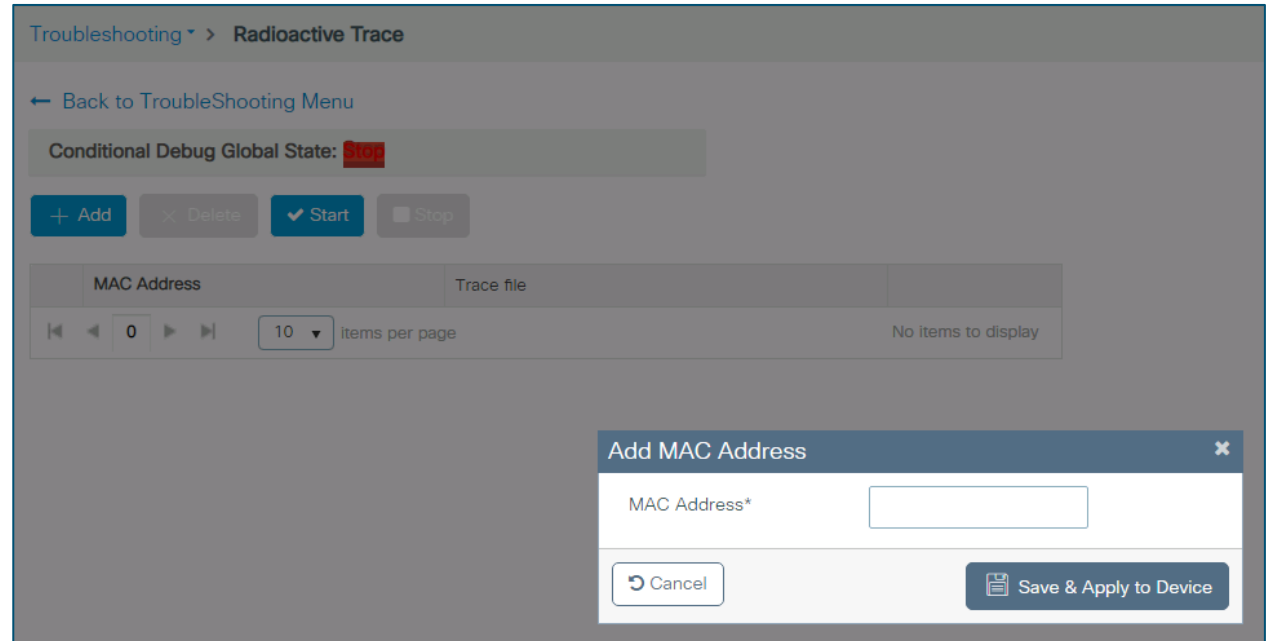 Troubleshooting > Radioactive Trace
← Back to TroubleShooting Menu
Conditional Debug Global State: Stop
+ Add × Delete ✔ Start Stop
MAC Address Trace file
0 10 items per page No items to display
Add MAC Address ✖
MAC Address*
Cancel Save & Apply to Device